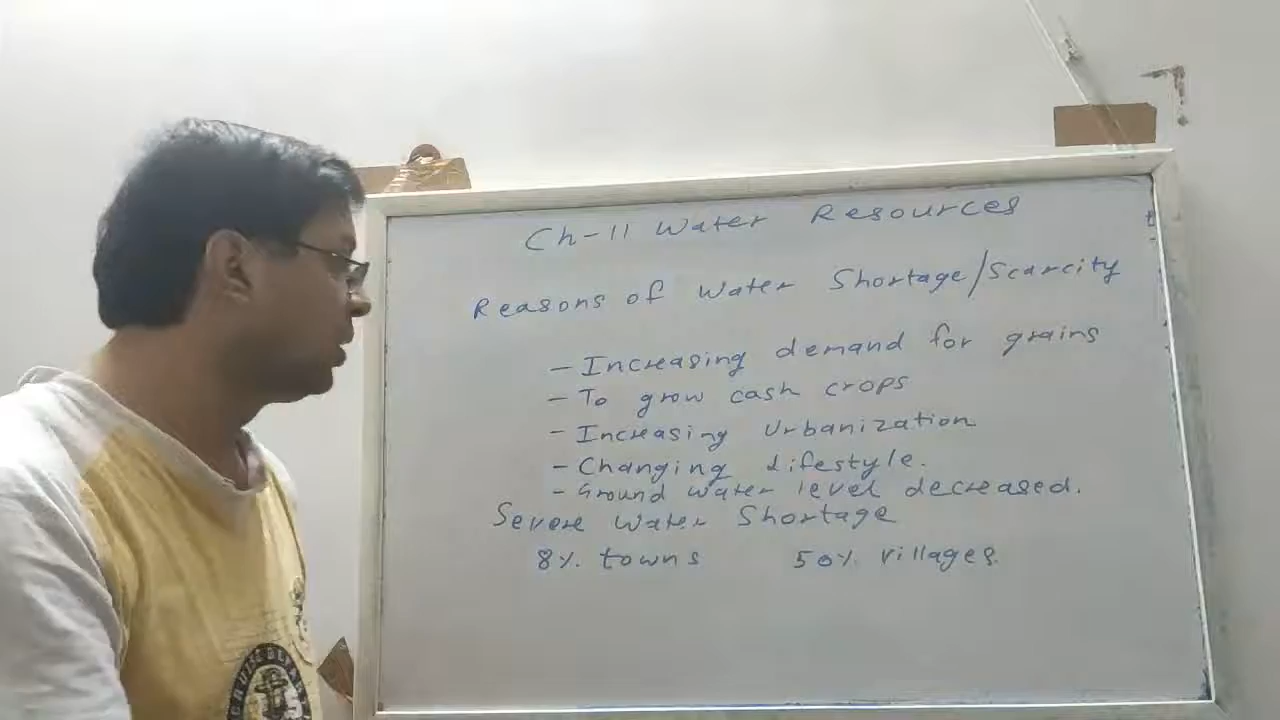 Ch-11 Water Resources
Reasons of Water Shortage/Scarcity
- Increasing demand for grains
- To grow cash crops
- Increasing Urbanization
- Changing Lifestyle.
- Ground Water level decreased.
Severe Water Shortage
8% towns 50% villages.